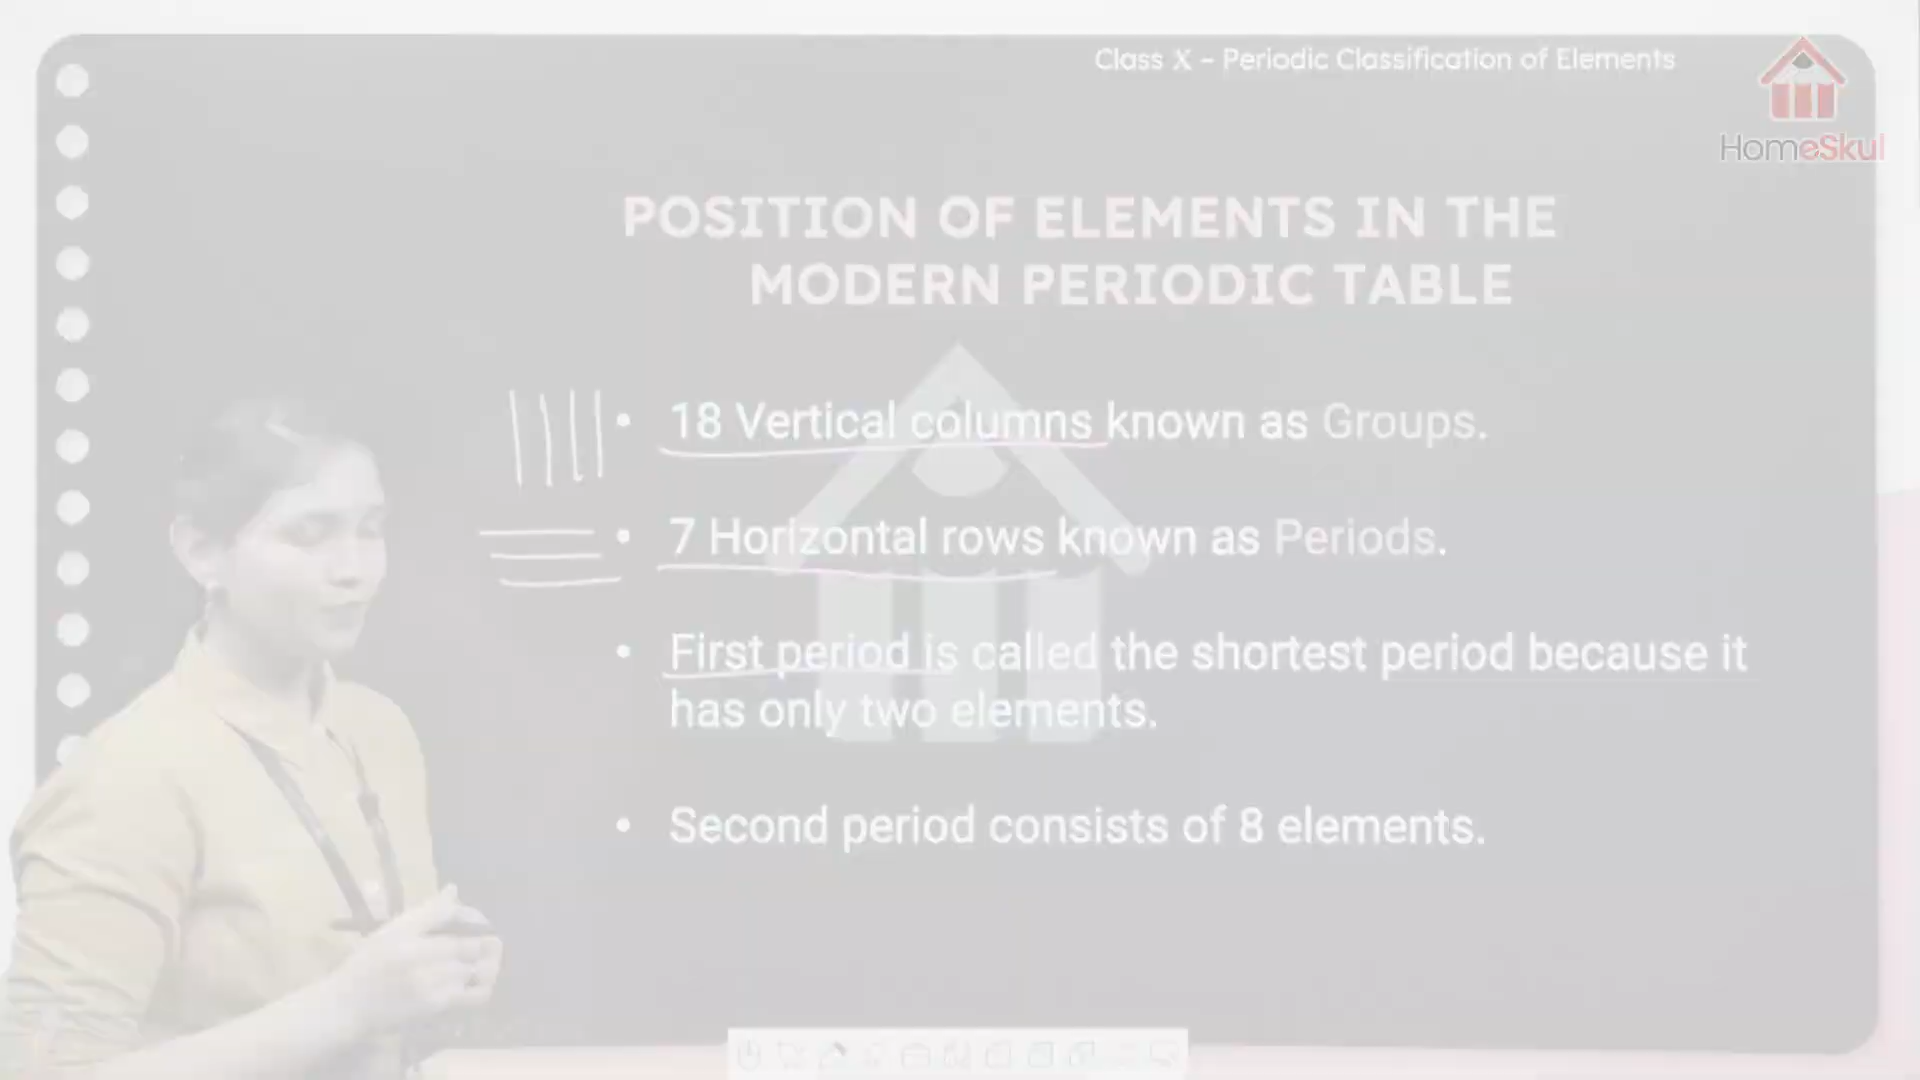 Class X - Periodic Classification of Elements
HomeSkul
POSITION OF ELEMENTS IN THE
MODERN PERIODIC TABLE
• 18 Vertical columns known as Groups.
• 7 Horizontal rows known as Periods.
• First period is called the shortest period because it
has only two elements.
• Second period consists of 8 elements.